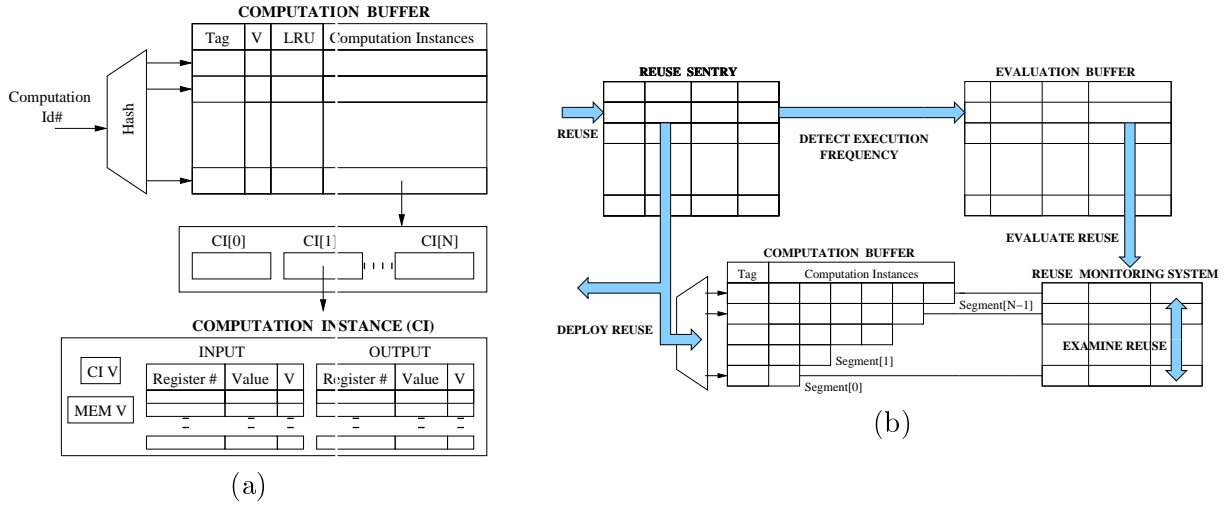 COMPUTATION BUFFER
Tag V LRU Computation Instances
Computation
Id#
Hash
CI[0] CI[1] CI[N]
COMPUTATION INSTANCE (CI)
INPUT OUTPUT
CI V
Register # Value V Register # Value V
MEM V
(a)
REUSE SENTRY
EVALUATION BUFFER
REUSE
DETECT EXECUTION
FREQUENCY
EVALUATE REUSE
COMPUTATION BUFFER
Tag Computation Instances
REUSE MONITORING SYSTEM
Segment[N-1]
DEPLOY REUSE
EXAMINE REUSE
Segment[1]
Segment[0]
(b)